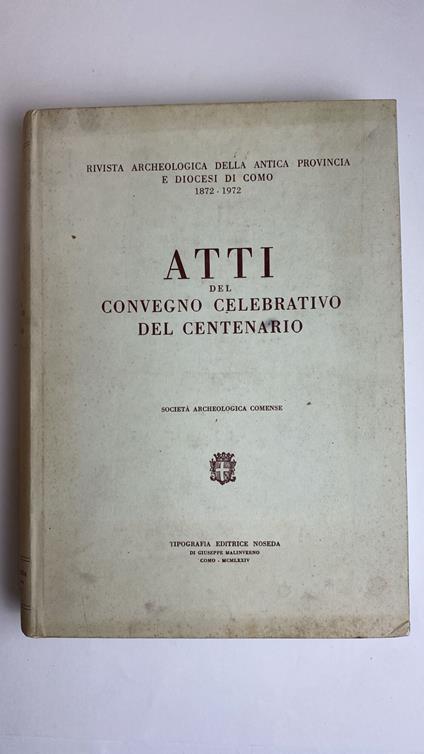 RIVISTA ARCHEOLOGICA DELLA ANTICA PROVINCIA
E DIOCESI DI COMO
1872 - 1972
ATTI
DEL
CONVEGNO CELEBRATIVO
DEL CENTENARIO
SOCIETÀ ARCHEOLOGICA COMENSE
TIPOGRAFIA EDITRICE NOSEDA
DI GIUSEPPE MALINVERNO
COMO - MCMLXXIV